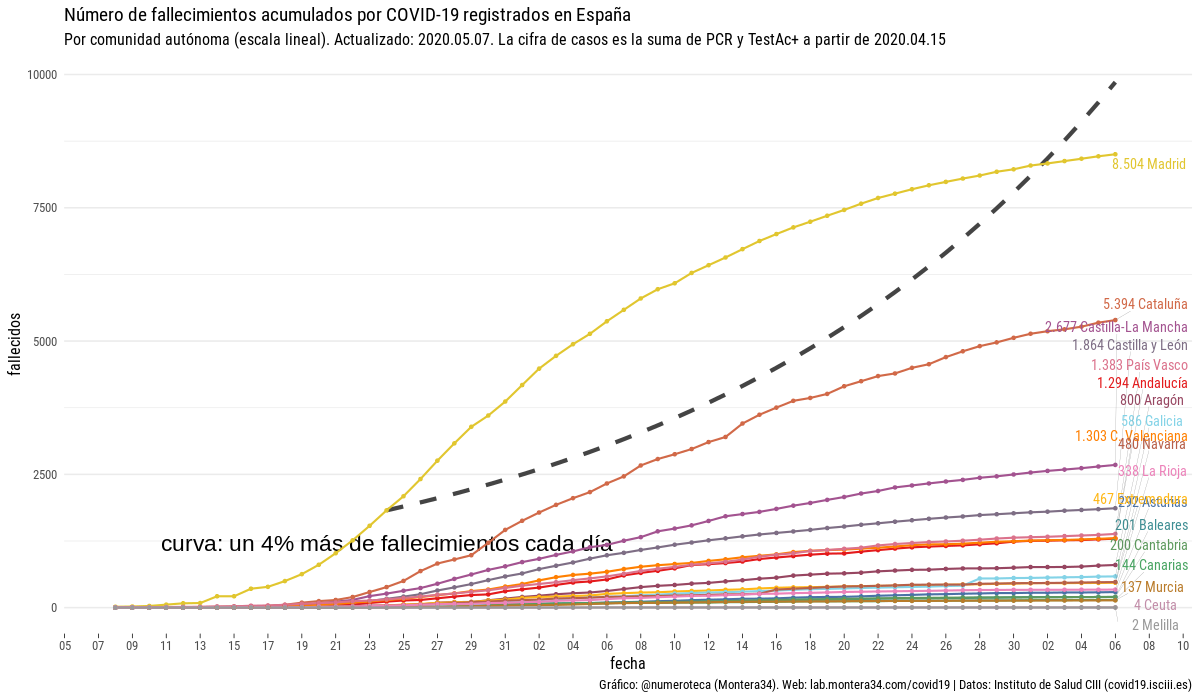 Número de fallecimientos acumulados por COVID-19 registrados en España
Por comunidad autónoma (escala lineal). Actualizado: 2020.05.07. La cifra de casos es la suma de PCR y TestAc+ a partir de 2020.04.15
10000
7500
5000
2500
0
fallecidos
8.504 Madrid
5.394 Cataluña
2.677 Castilla-La Mancha
1.864 Castilla y León
1.383 País Vasco
1.294 Andalucía
800 Aragón
586 Galicia
1.303 C. Valenciana
480 Navarra
338 La Rioja
467 Extremadura
292 Asturias
201 Baleares
200 Cantabria
144 Canarias
137 Murcia
4 Ceuta
2 Melilla
curva: un 4% más de fallecimientos cada día
05 07 09 11 13 15 17 19 21 23 25 27 29 31 02 04 06 08 10 12 14 16 18 20 22 24 26 28 30 02 04 06 08 10
fecha
Gráfico: @numeroteca (Montera34). Web: lab.montera34.com/covid19 | Datos: Instituto de Salud CIII (covid19.isciii.es)